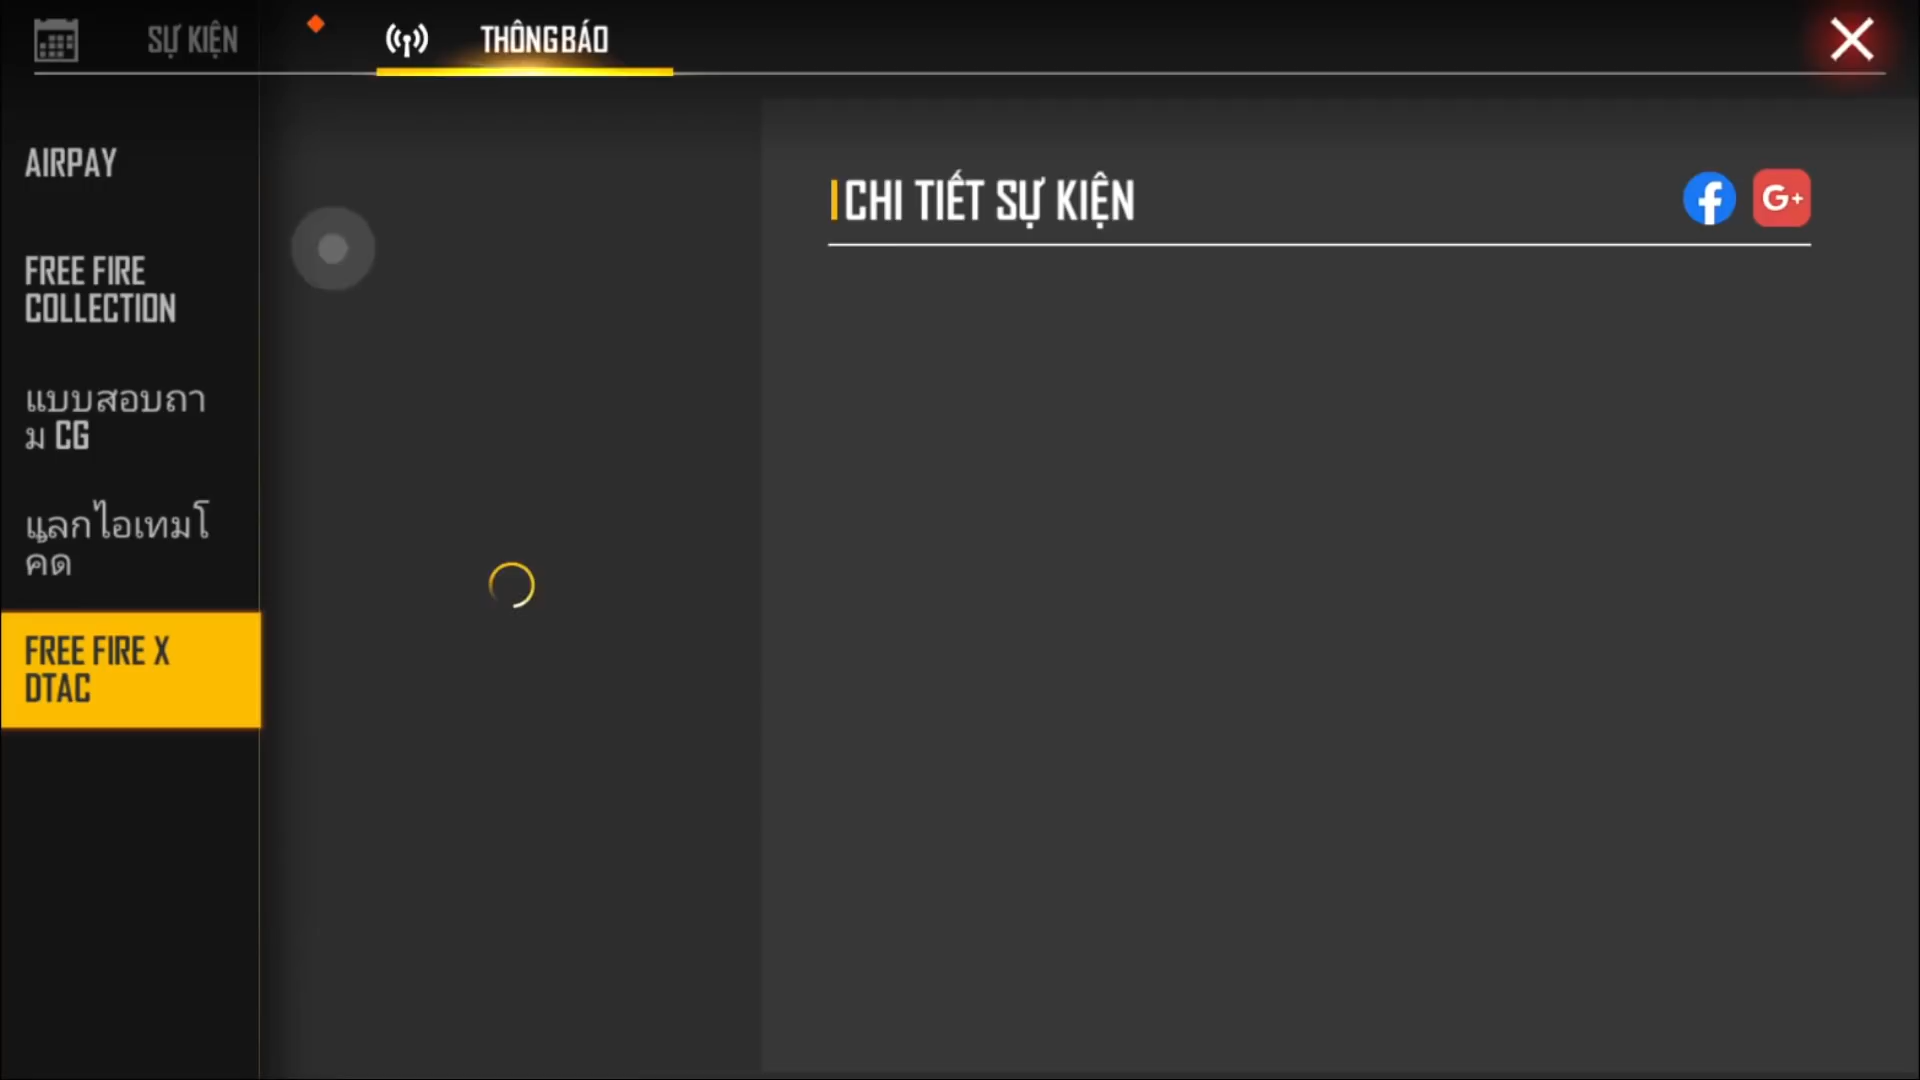 SỰ KIỆN
THÔNG BÁO
AIRPAY
FREE FIRE
COLLECTION
แบบสอบถา
ม CG
แลกไอเทมโ
ค้ด
FREE FIRE X
DTAC
CHI TIẾT SỰ KIỆN
G+